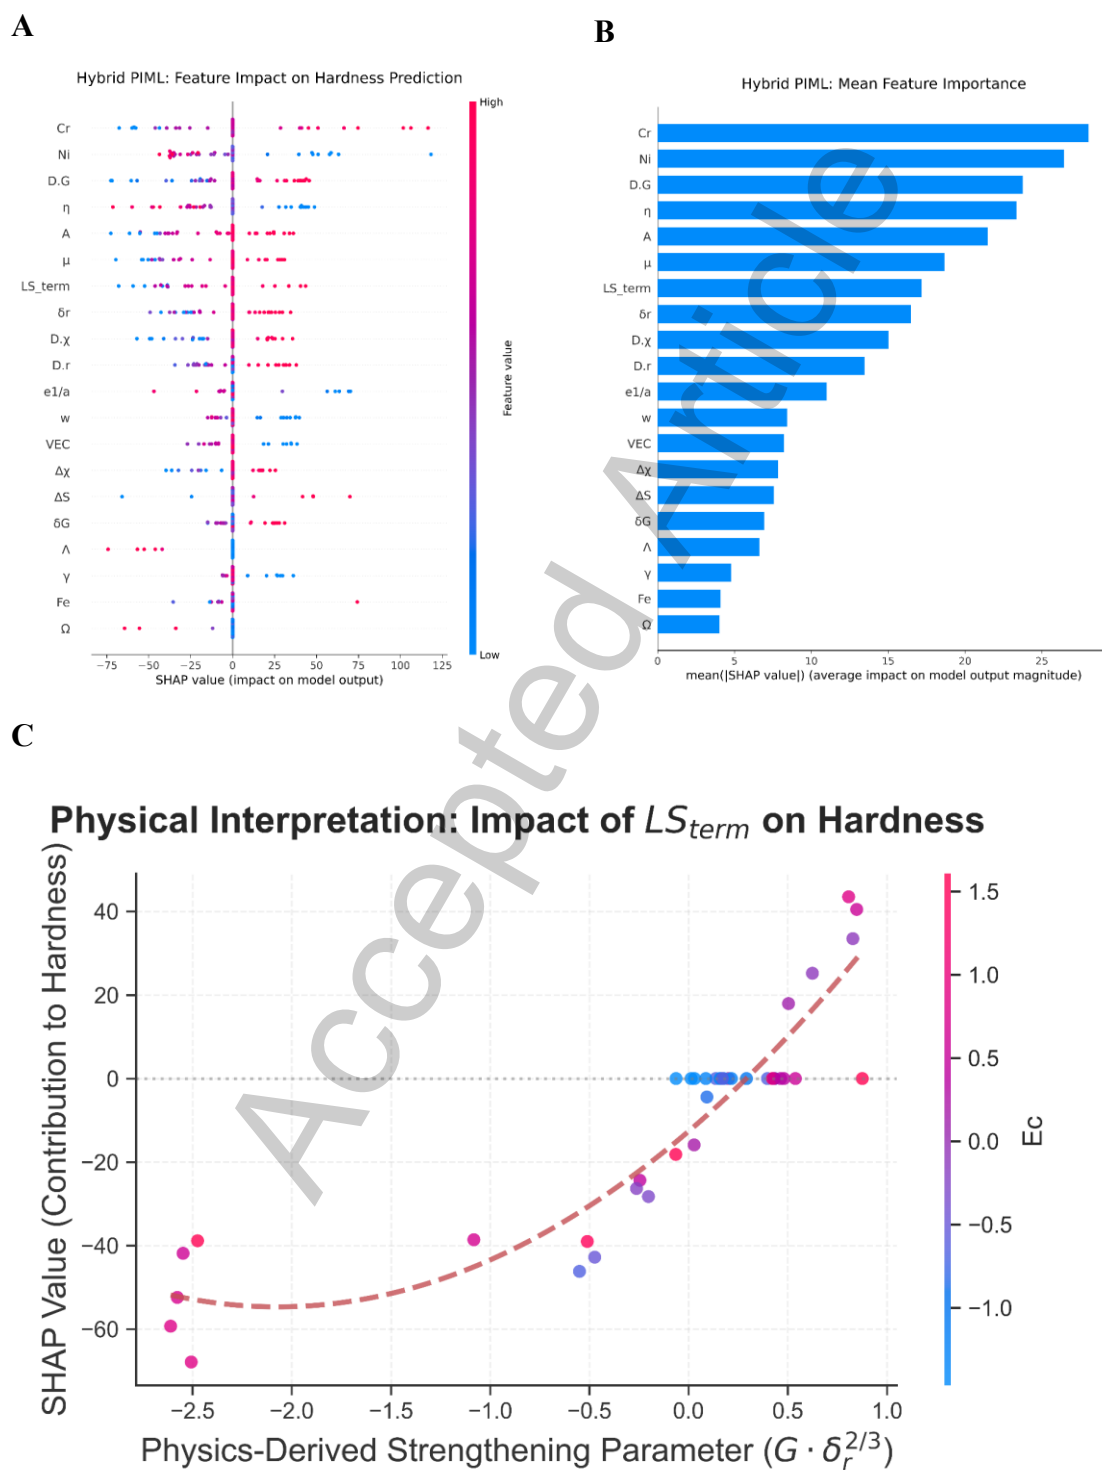 A
Hybrid PIML: Feature Impact on Hardness Prediction
High
Cr
Ni
D.G
η
A
μ
LS_term
δr
D.χ
D.r
e1/a
w
VEC
Δχ
ΔS
δG
Λ
γ
Fe
Ω
Feature value
Low
−75 −50 −25 0 25 50 75 100 125
SHAP value (impact on model output)
B
Hybrid PIML: Mean Feature Importance
Cr
Ni
D.G
η
A
μ
LS_term
δr
D.χ
D.r
e1/a
w
VEC
Δχ
ΔS
δG
Λ
γ
Fe
Ω
0 5 10 15 20 25
mean(|SHAP value|) (average impact on model output magnitude)
C
Physical Interpretation: Impact of LS_{term} on Hardness
SHAP Value (Contribution to Hardness)
40
20
0
−20
−40
−60
−2.5 −2.0 −1.5 −1.0 −0.5 0.0 0.5 1.0
Physics-Derived Strengthening Parameter (G · δ_r^{2/3})
1.5
1.0
0.5
0.0
−0.5
−1.0
Ec
Accepted Article